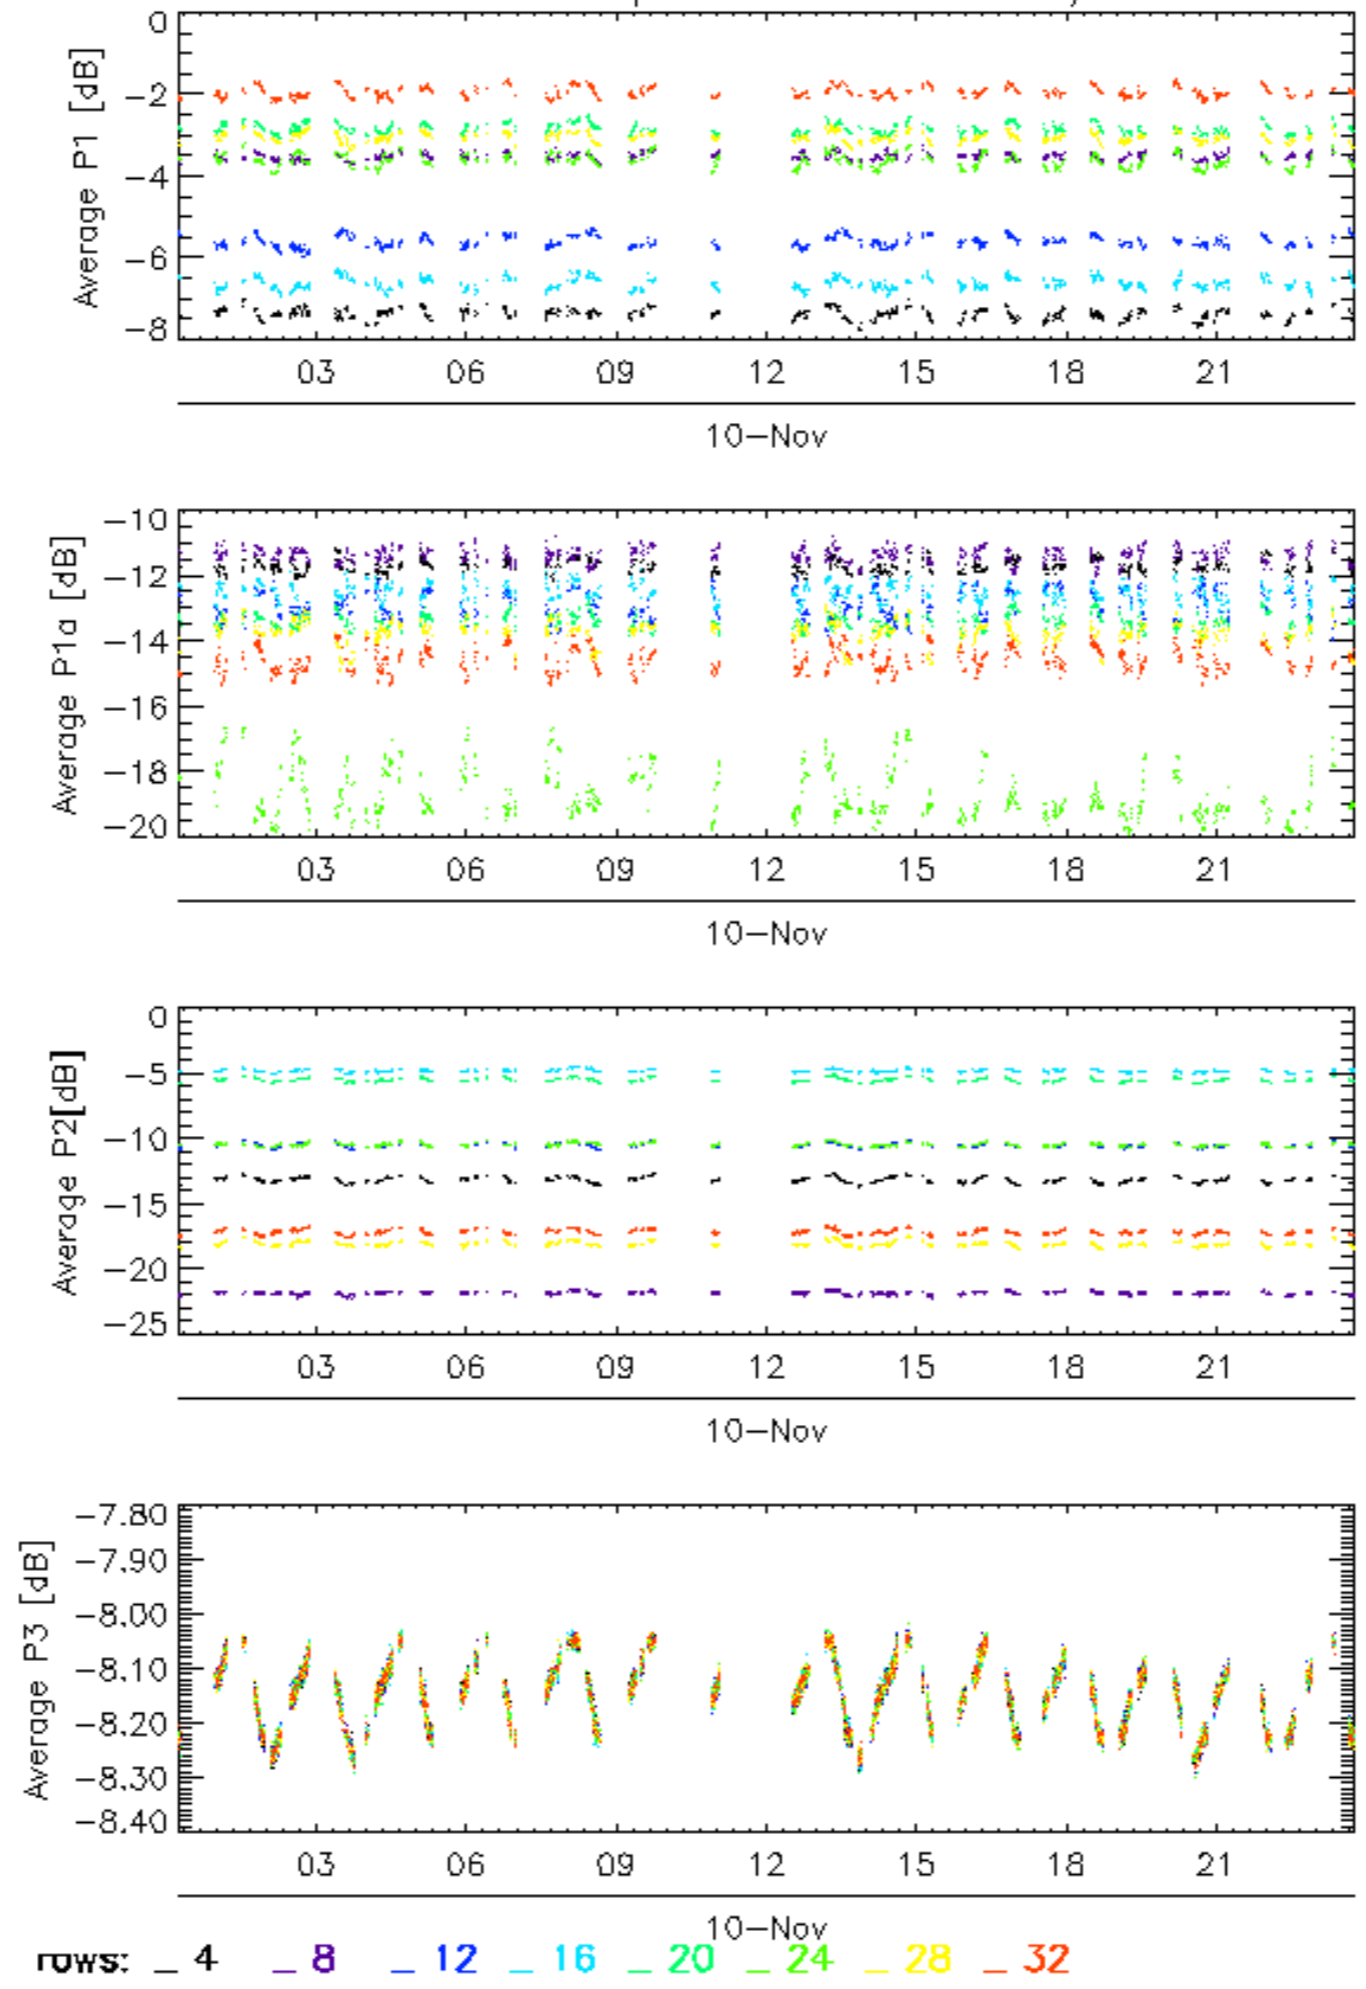 0
-2
-4
-6
-8
Average P1 [dB]
03 06 09 12 15 18 21
10-Nov
-10
-12
-14
-16
-18
-20
Average P1a [dB]
03 06 09 12 15 18 21
10-Nov
0
-5
-10
-15
-20
-25
Average P2[dB]
03 06 09 12 15 18 21
10-Nov
-7.80
-7.90
-8.00
-8.10
-8.20
-8.30
-8.40
Average P3 [dB]
03 06 09 12 15 18 21
10-Nov
rows: _ 4 _ 8 _ 12 _ 16 _ 20 _ 24 _ 28 _ 32